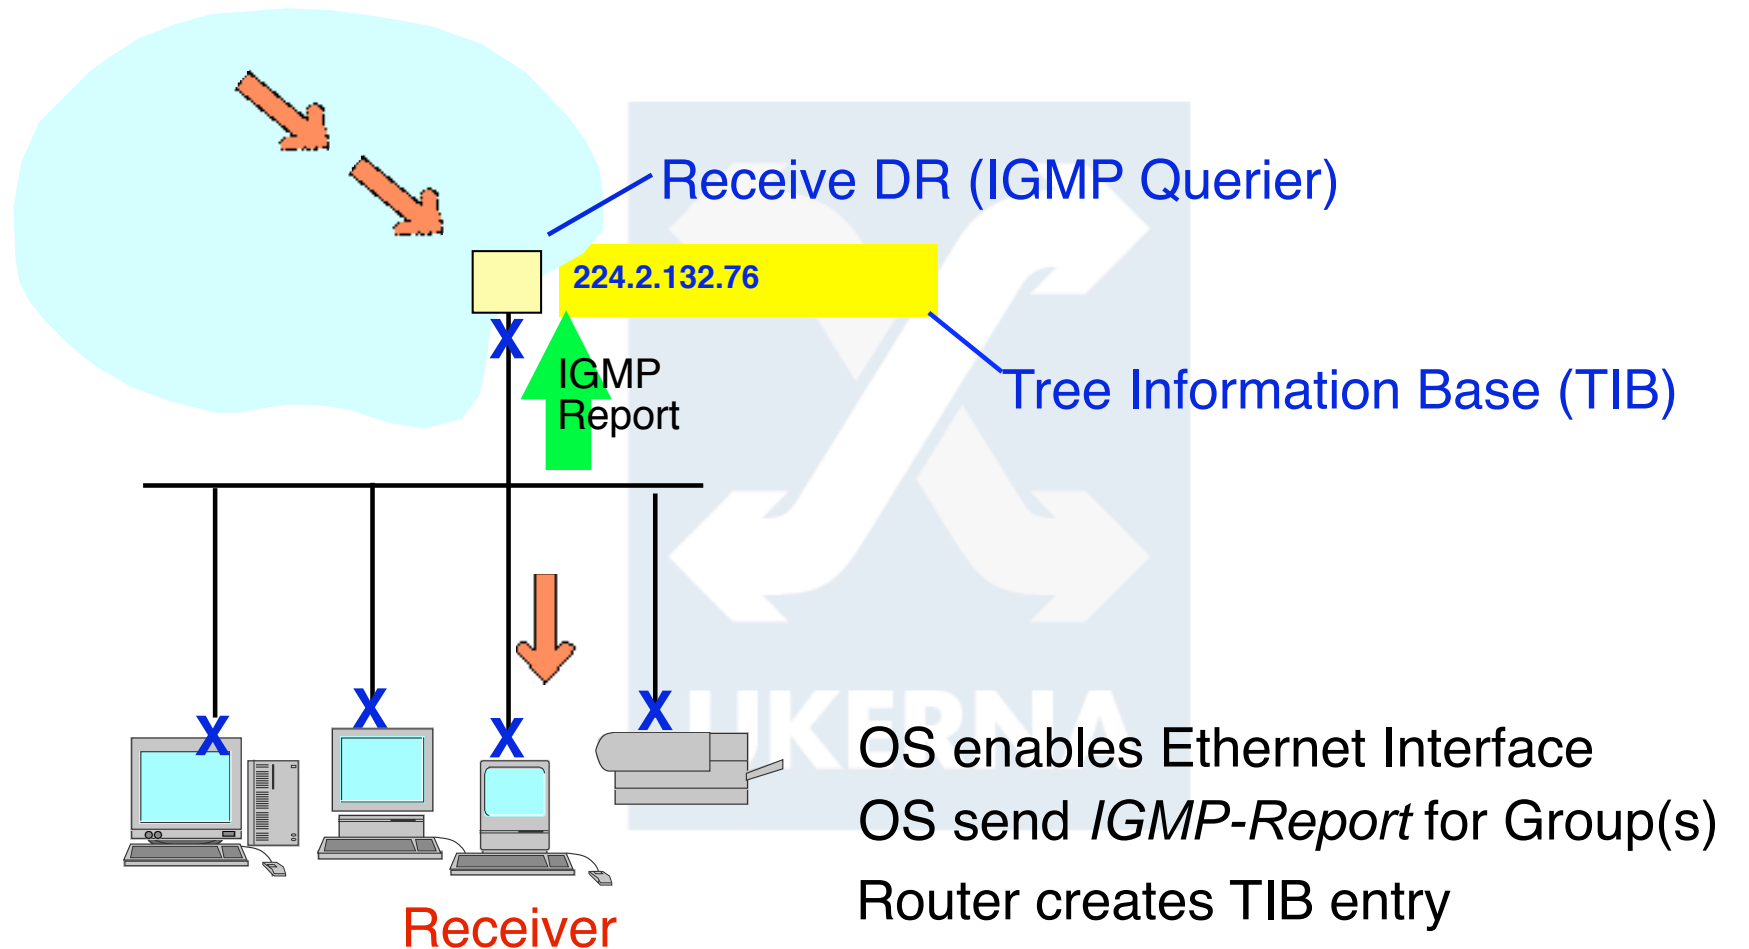 Receive DR (IGMP Querier)
224.2.132.76
X
IGMP
Report
Tree Information Base (TIB)
X
X
X
X
UKERNA
OS enables Ethernet Interface
OS send IGMP-Report for Group(s)
Router creates TIB entry
Receiver